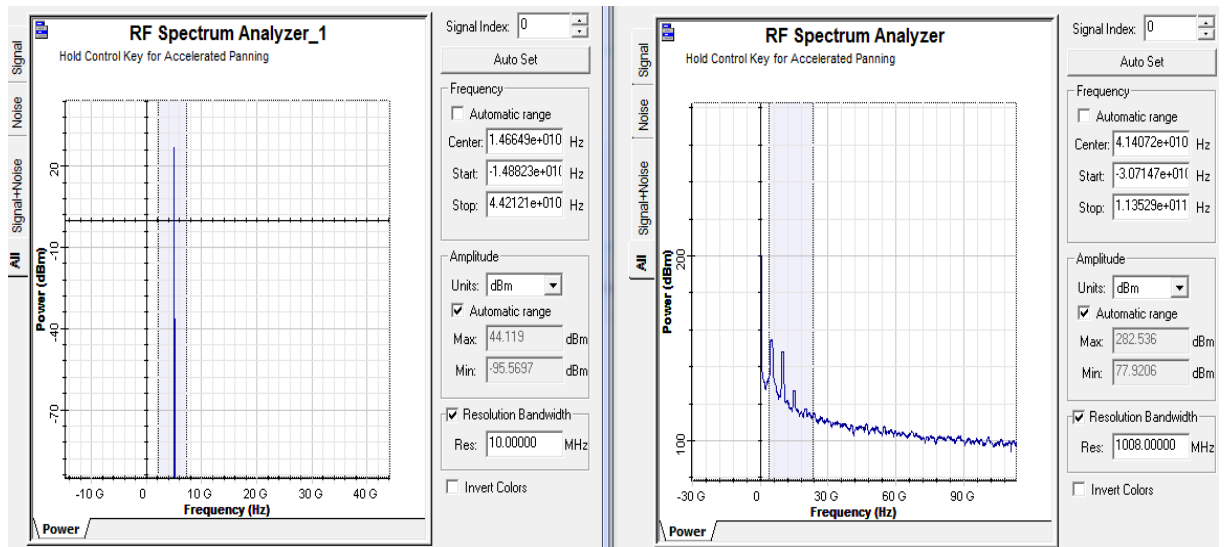 RF Spectrum Analyzer_1
Hold Control Key for Accelerated Panning
Signal
Noise
Signal+Noise
All
Power (dBm)
20
-10
-40
-70
-10 G 0 10 G 20 G 30 G 40 G
Frequency (Hz)
Power
Signal Index: 0
Auto Set
Frequency
Automatic range
Center: 1.46649e+010 Hz
Start: -1.48823e+01( Hz
Stop: 4.42121e+010 Hz
Amplitude
Units: dBm
Automatic range
Max: 44.119 dBm
Min: -95.5697 dBm
Resolution Bandwidth
Res: 10.00000 MHz
Invert Colors
RF Spectrum Analyzer
Hold Control Key for Accelerated Panning
Signal
Noise
Signal+Noise
All
Power (dBm)
200
100
-30 G 0 30 G 60 G 90 G
Frequency (Hz)
Power
Signal Index: 0
Auto Set
Frequency
Automatic range
Center: 4.14072e+010 Hz
Start: -3.07147e+01( Hz
Stop: 1.13529e+011 Hz
Amplitude
Units: dBm
Automatic range
Max: 282.536 dBm
Min: 77.9206 dBm
Resolution Bandwidth
Res: 1008.00000 MHz
Invert Colors